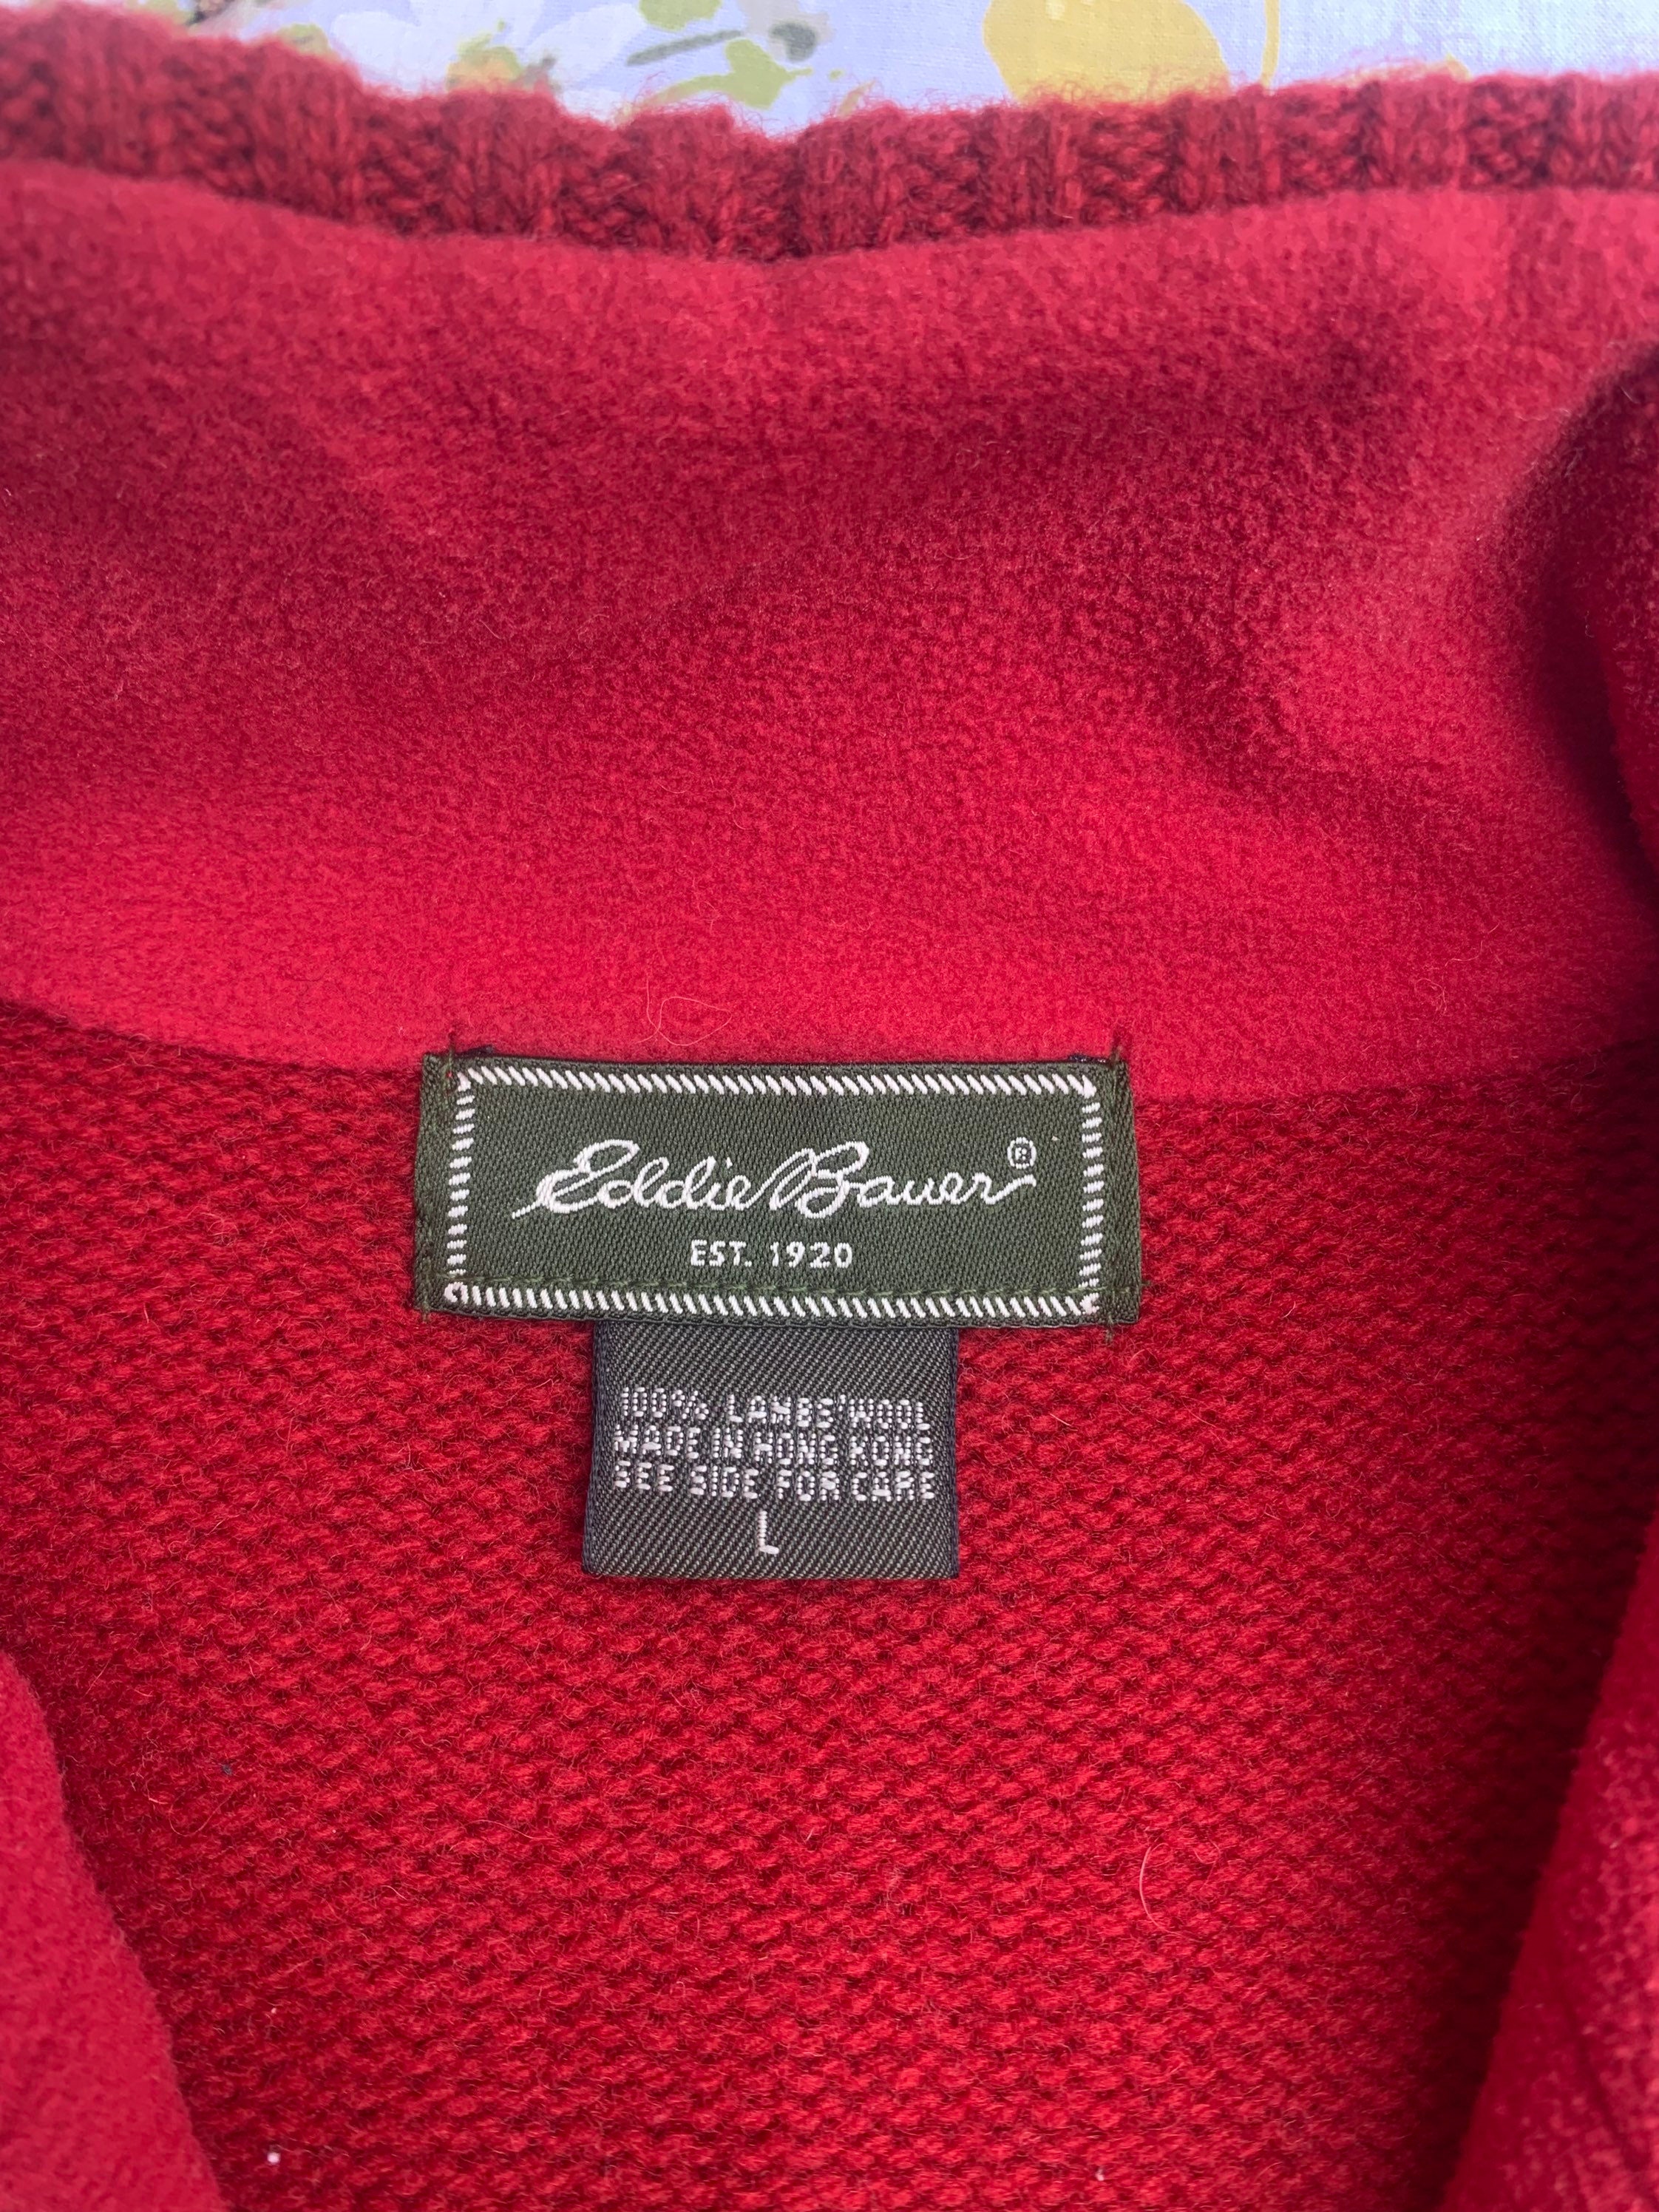 Eddie Bauer®
EST. 1920
100% LAMBS'WOOL
MADE IN HONG KONG
SEE SIDE FOR CARE
L